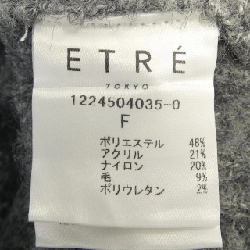 ETRÉ
TOKYO
1224504035-0
F
ポリエステル 48%
アクリル 21%
ナイロン 20%
毛 9%
ポリウレタン 2%